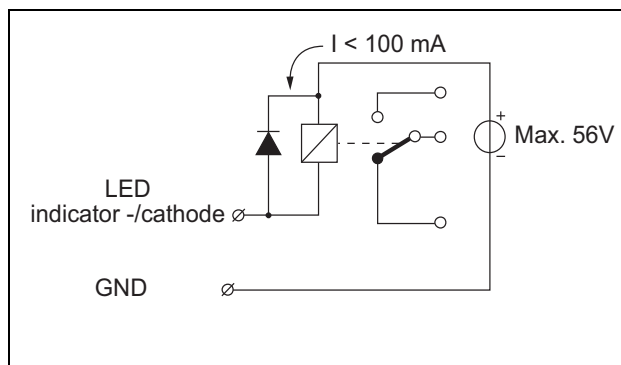 I < 100 mA
+
Max. 56V
−
LED
indicator -/cathode
GND